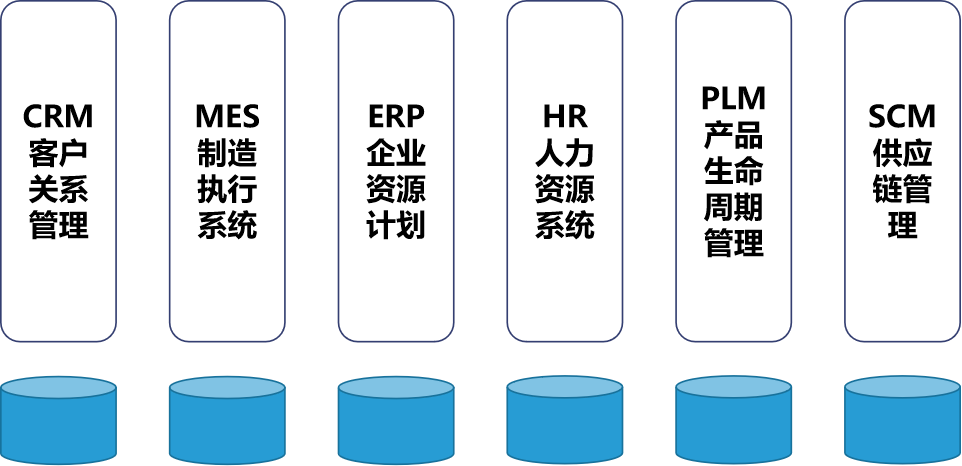 CRM
客户
关系
管理
MES
制造
执行
系统
ERP
企业
资源
计划
HR
人力
资源
系统
PLM
产品
生命
周期
管理
SCM
供应
链管
理